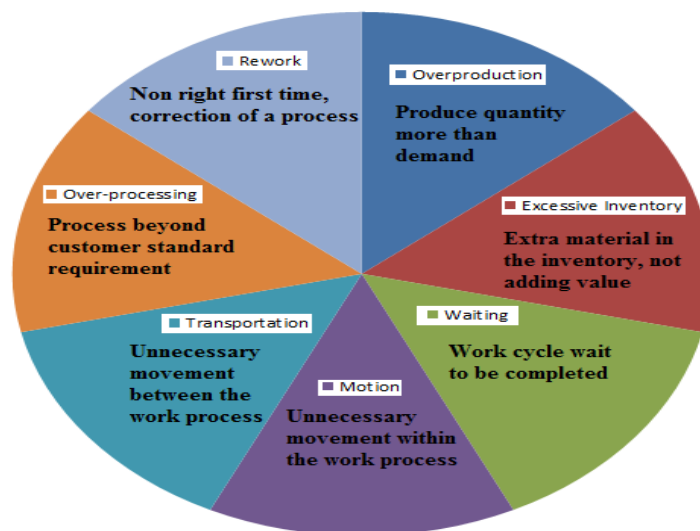 Rework
Non right first time,
correction of a process
Overproduction
Produce quantity
more than
demand
Excessive Inventory
Extra material in
the inventory, not
adding value
Waiting
Work cycle wait
to be completed
Motion
Unnecessary
movement within
the work process
Transportation
Unnecessary
movement
between the
work process
Over-processing
Process beyond
customer standard
requirement